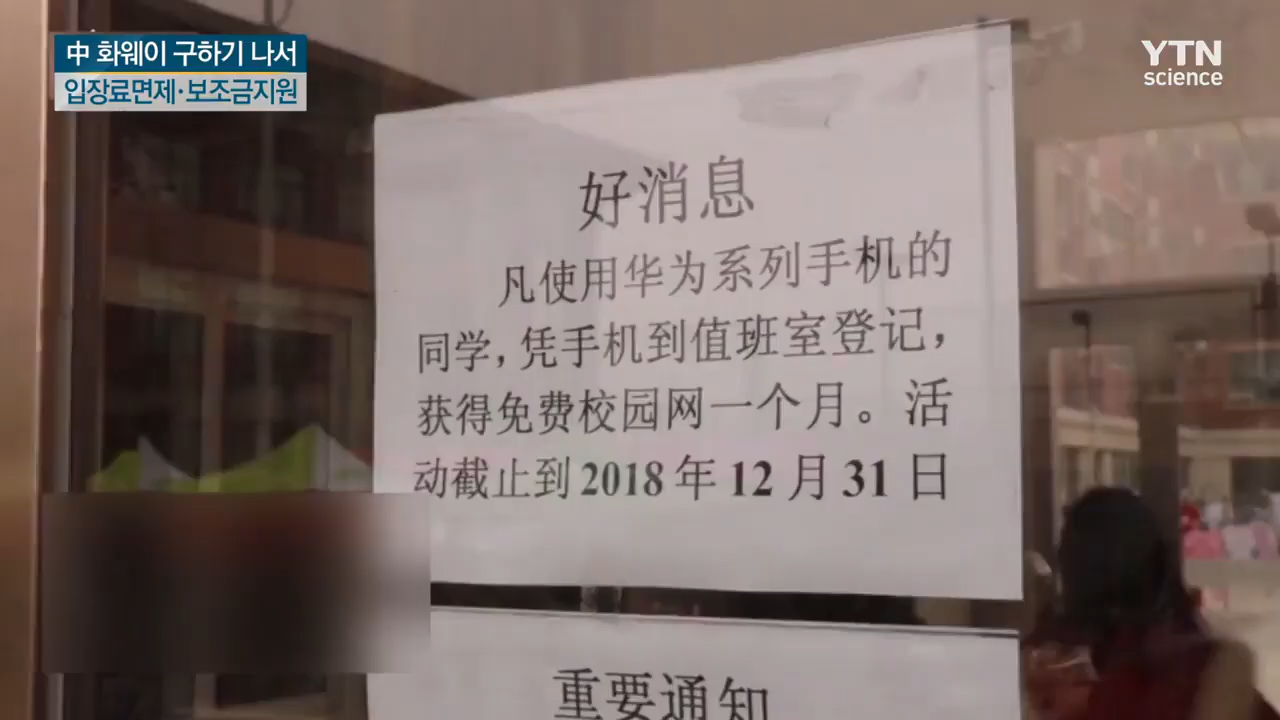 中 화웨이 구하기 나서
입장료면제·보조금지원
YTN
science
好消息
凡使用华为系列手机的
同学，凭手机到值班室登记，
获得免费校园网一个月。活
动截止到 2018 年 12 月 31 日
重要通知